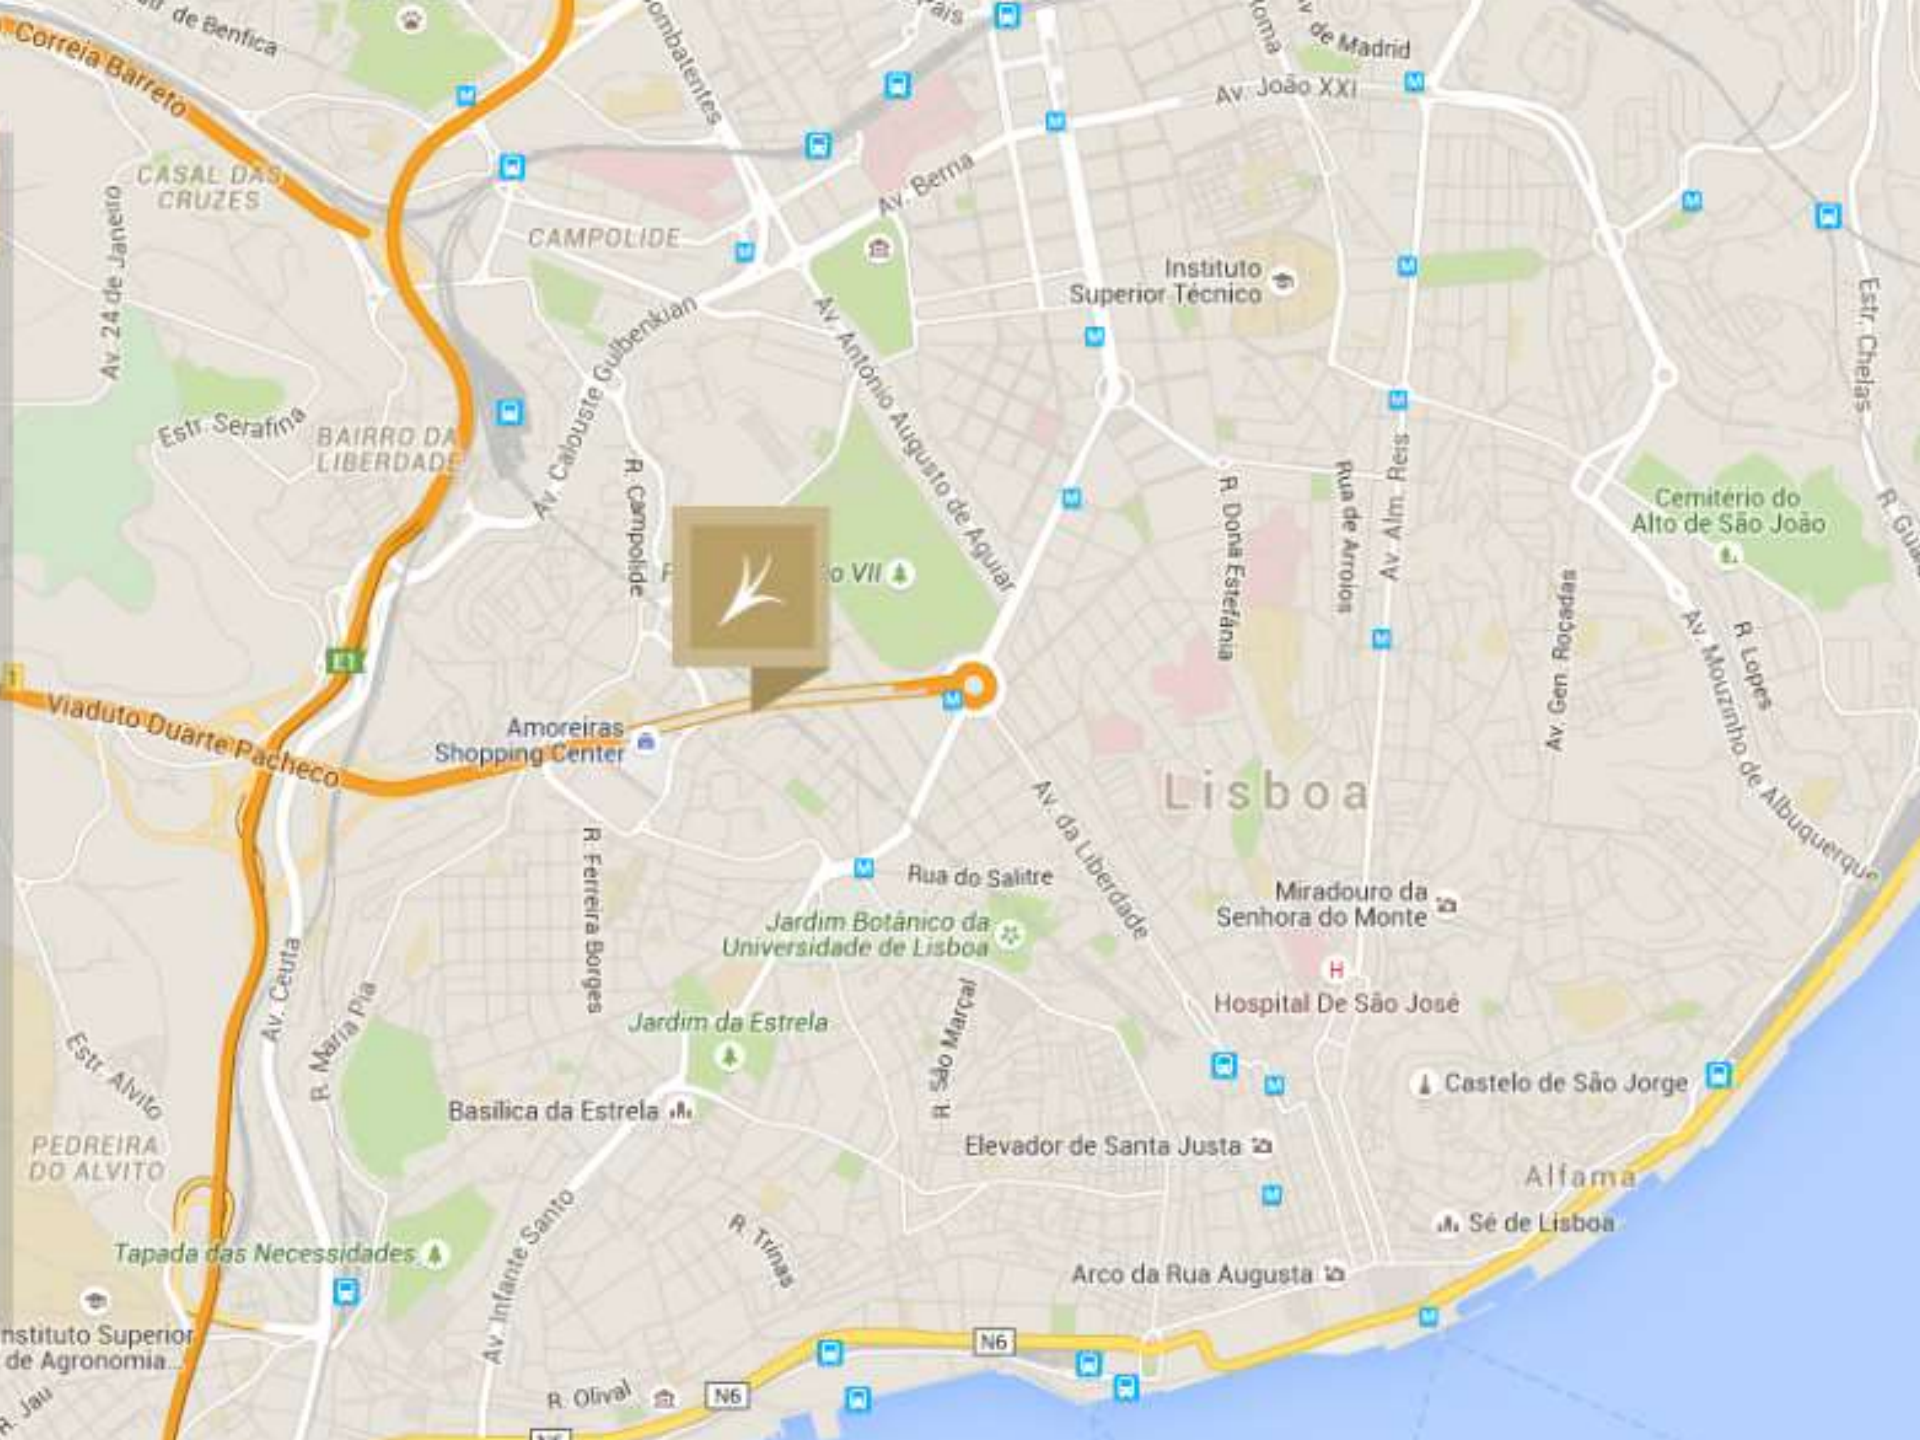 de Benfica
Correia Barreto
ombatentes
pais
oma
de Madrid
Av. João XXI
CASAL DAS
CRUZES
Av. Berna
CAMPOLIDE
Av. 24 de Janeiro
Instituto
Superior Técnico
Av. Calouste Gulbenkian
Av. António Augusto de Aguiar
Estr. Chelas
Estr. Serafina
BAIRRO DA
LIBERDADE
R. Campolide
R. Dona Estefânia
Rua de Arroios
Av. Alm. Reis
Cemitério do
Alto de São João
o VII
Av. Gen. Roçadas
R. Lopes
Av. Mouzinho de Albuquerque
E1
1
Viaduto Duarte Pacheco
Amoreiras
Shopping Center
Lisboa
Av. da Liberdade
R. Ferreira Borges
Rua do Salitre
Miradouro da
Senhora do Monte
Jardim Botânico da
Universidade de Lisboa
H
Hospital De São José
Av. Ceuta
R. Maria Pia
Jardim da Estrela
R. São Marçal
Estr. Alvito
Castelo de São Jorge
Basílica da Estrela
Elevador de Santa Justa
PEDREIRA
DO ALVITO
Alfama
Sé de Lisboa
Tapada das Necessidades
Av. Infante Santo
R. Trinas
Arco da Rua Augusta
nstituto Superior
de Agronomia...
N6
R. Jau
R. Olival
N6